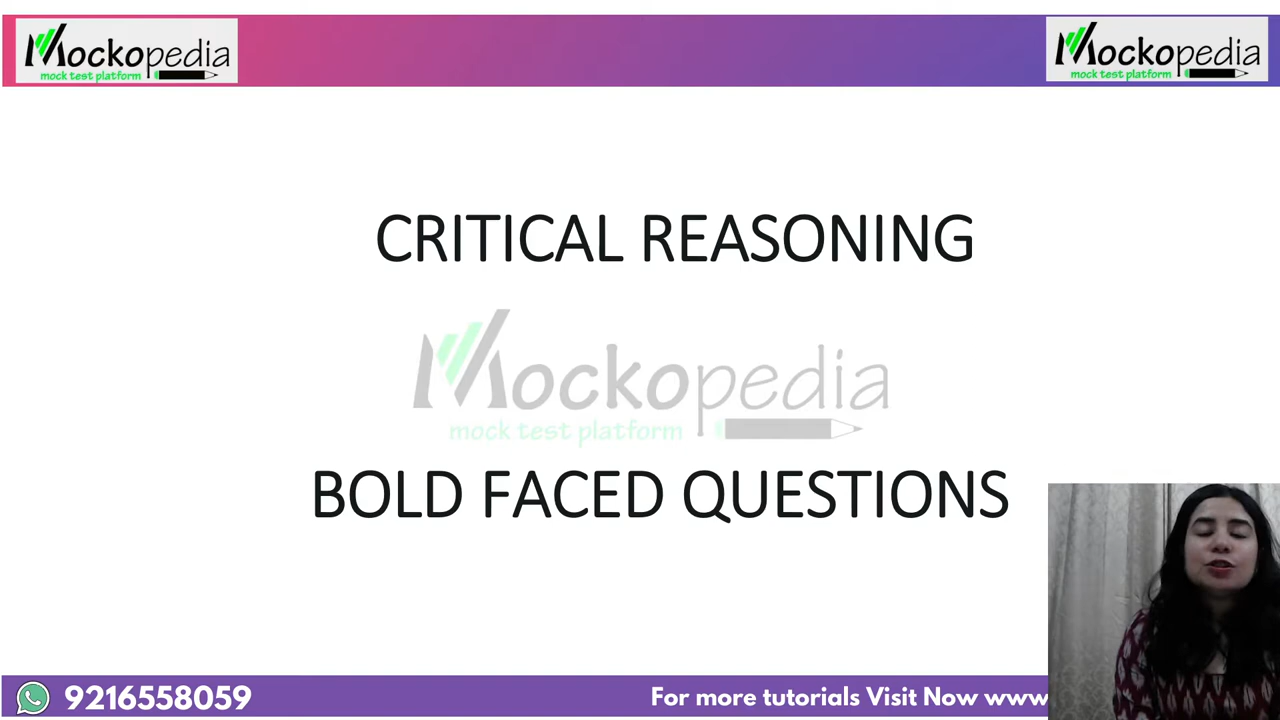 Mockopedia
mock test platform
Mockopedia
mock test platform
CRITICAL REASONING
Mockopedia
mock test platform
BOLD FACED QUESTIONS
9216558059
For more tutorials Visit Now www